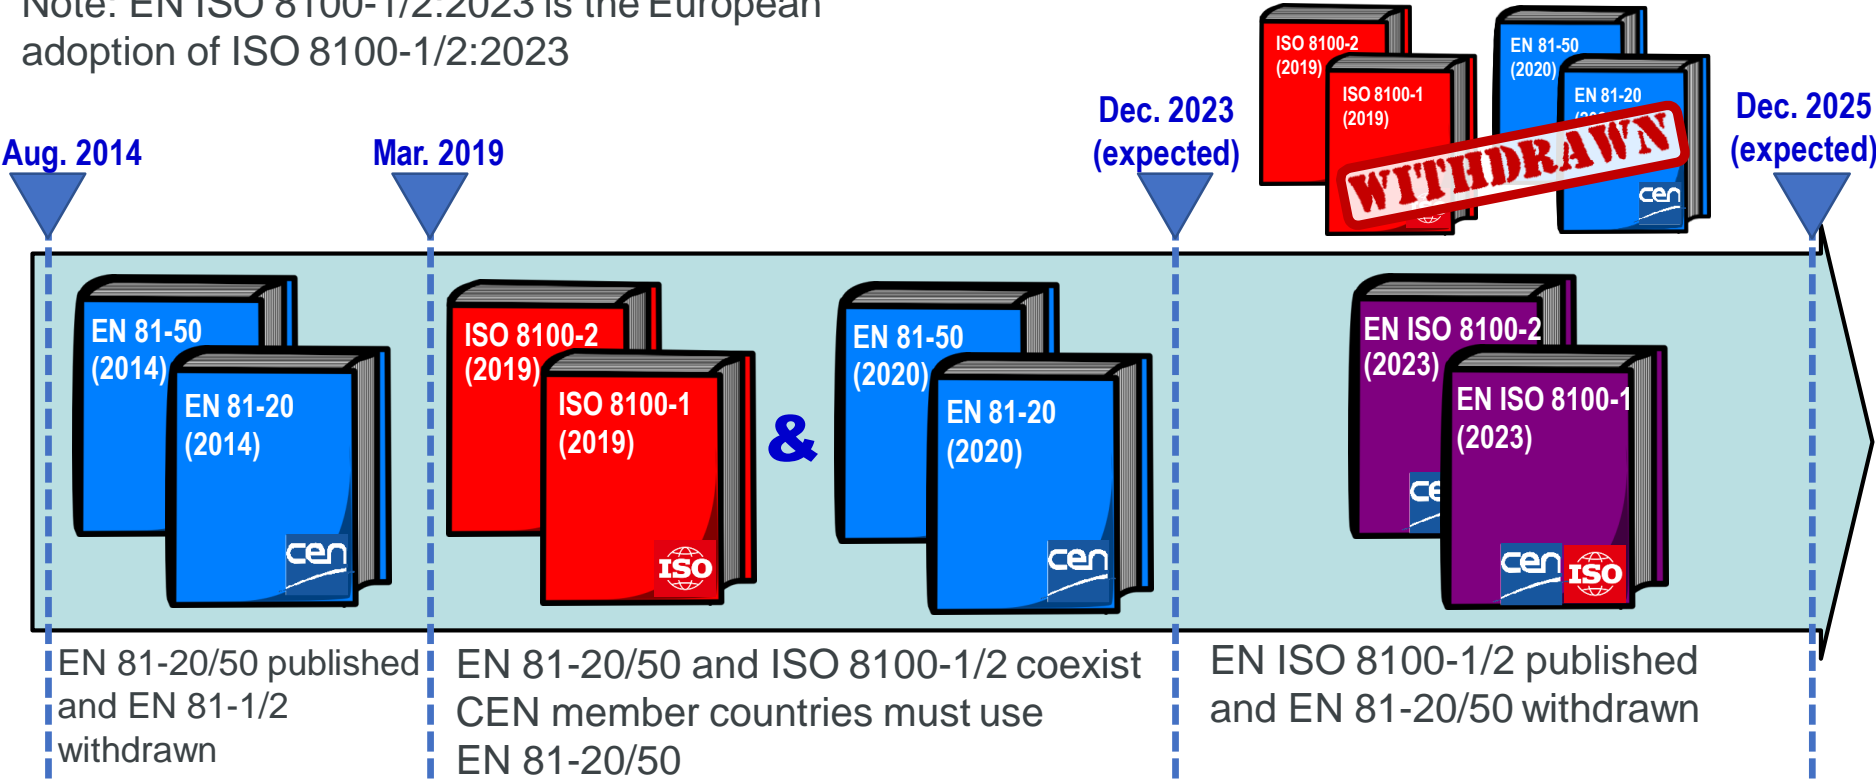 Note: EN ISO 8100-1/2:2023 is the European
adoption of ISO 8100-1/2:2023
Aug. 2014
Mar. 2019
Dec. 2023
(expected)
ISO 8100-2
(2019)
ISO 8100-1
(2019)
EN 81-50
(2020)
EN 81-20
WITHDRAWN
cen
Dec. 2025
(expected)
EN 81-50
(2014)
EN 81-20
(2014)
cen
ISO 8100-2
(2019)
ISO 8100-1
(2019)
ISO
&
EN 81-50
(2020)
EN 81-20
(2020)
cen
EN ISO 8100-2
(2023)
EN ISO 8100-1
(2023)
cen ISO
EN 81-20/50 published
and EN 81-1/2
withdrawn
EN 81-20/50 and ISO 8100-1/2 coexist
CEN member countries must use
EN 81-20/50
EN ISO 8100-1/2 published
and EN 81-20/50 withdrawn